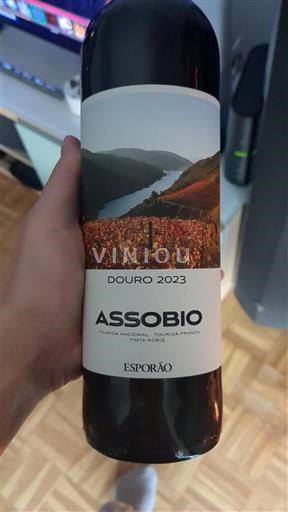 VINIOU
DOURO 2023
ASSOBIO
TOURIGA NACIONAL · TOURIGA FRANCA
TINTA RORIZ
ESPORÃO